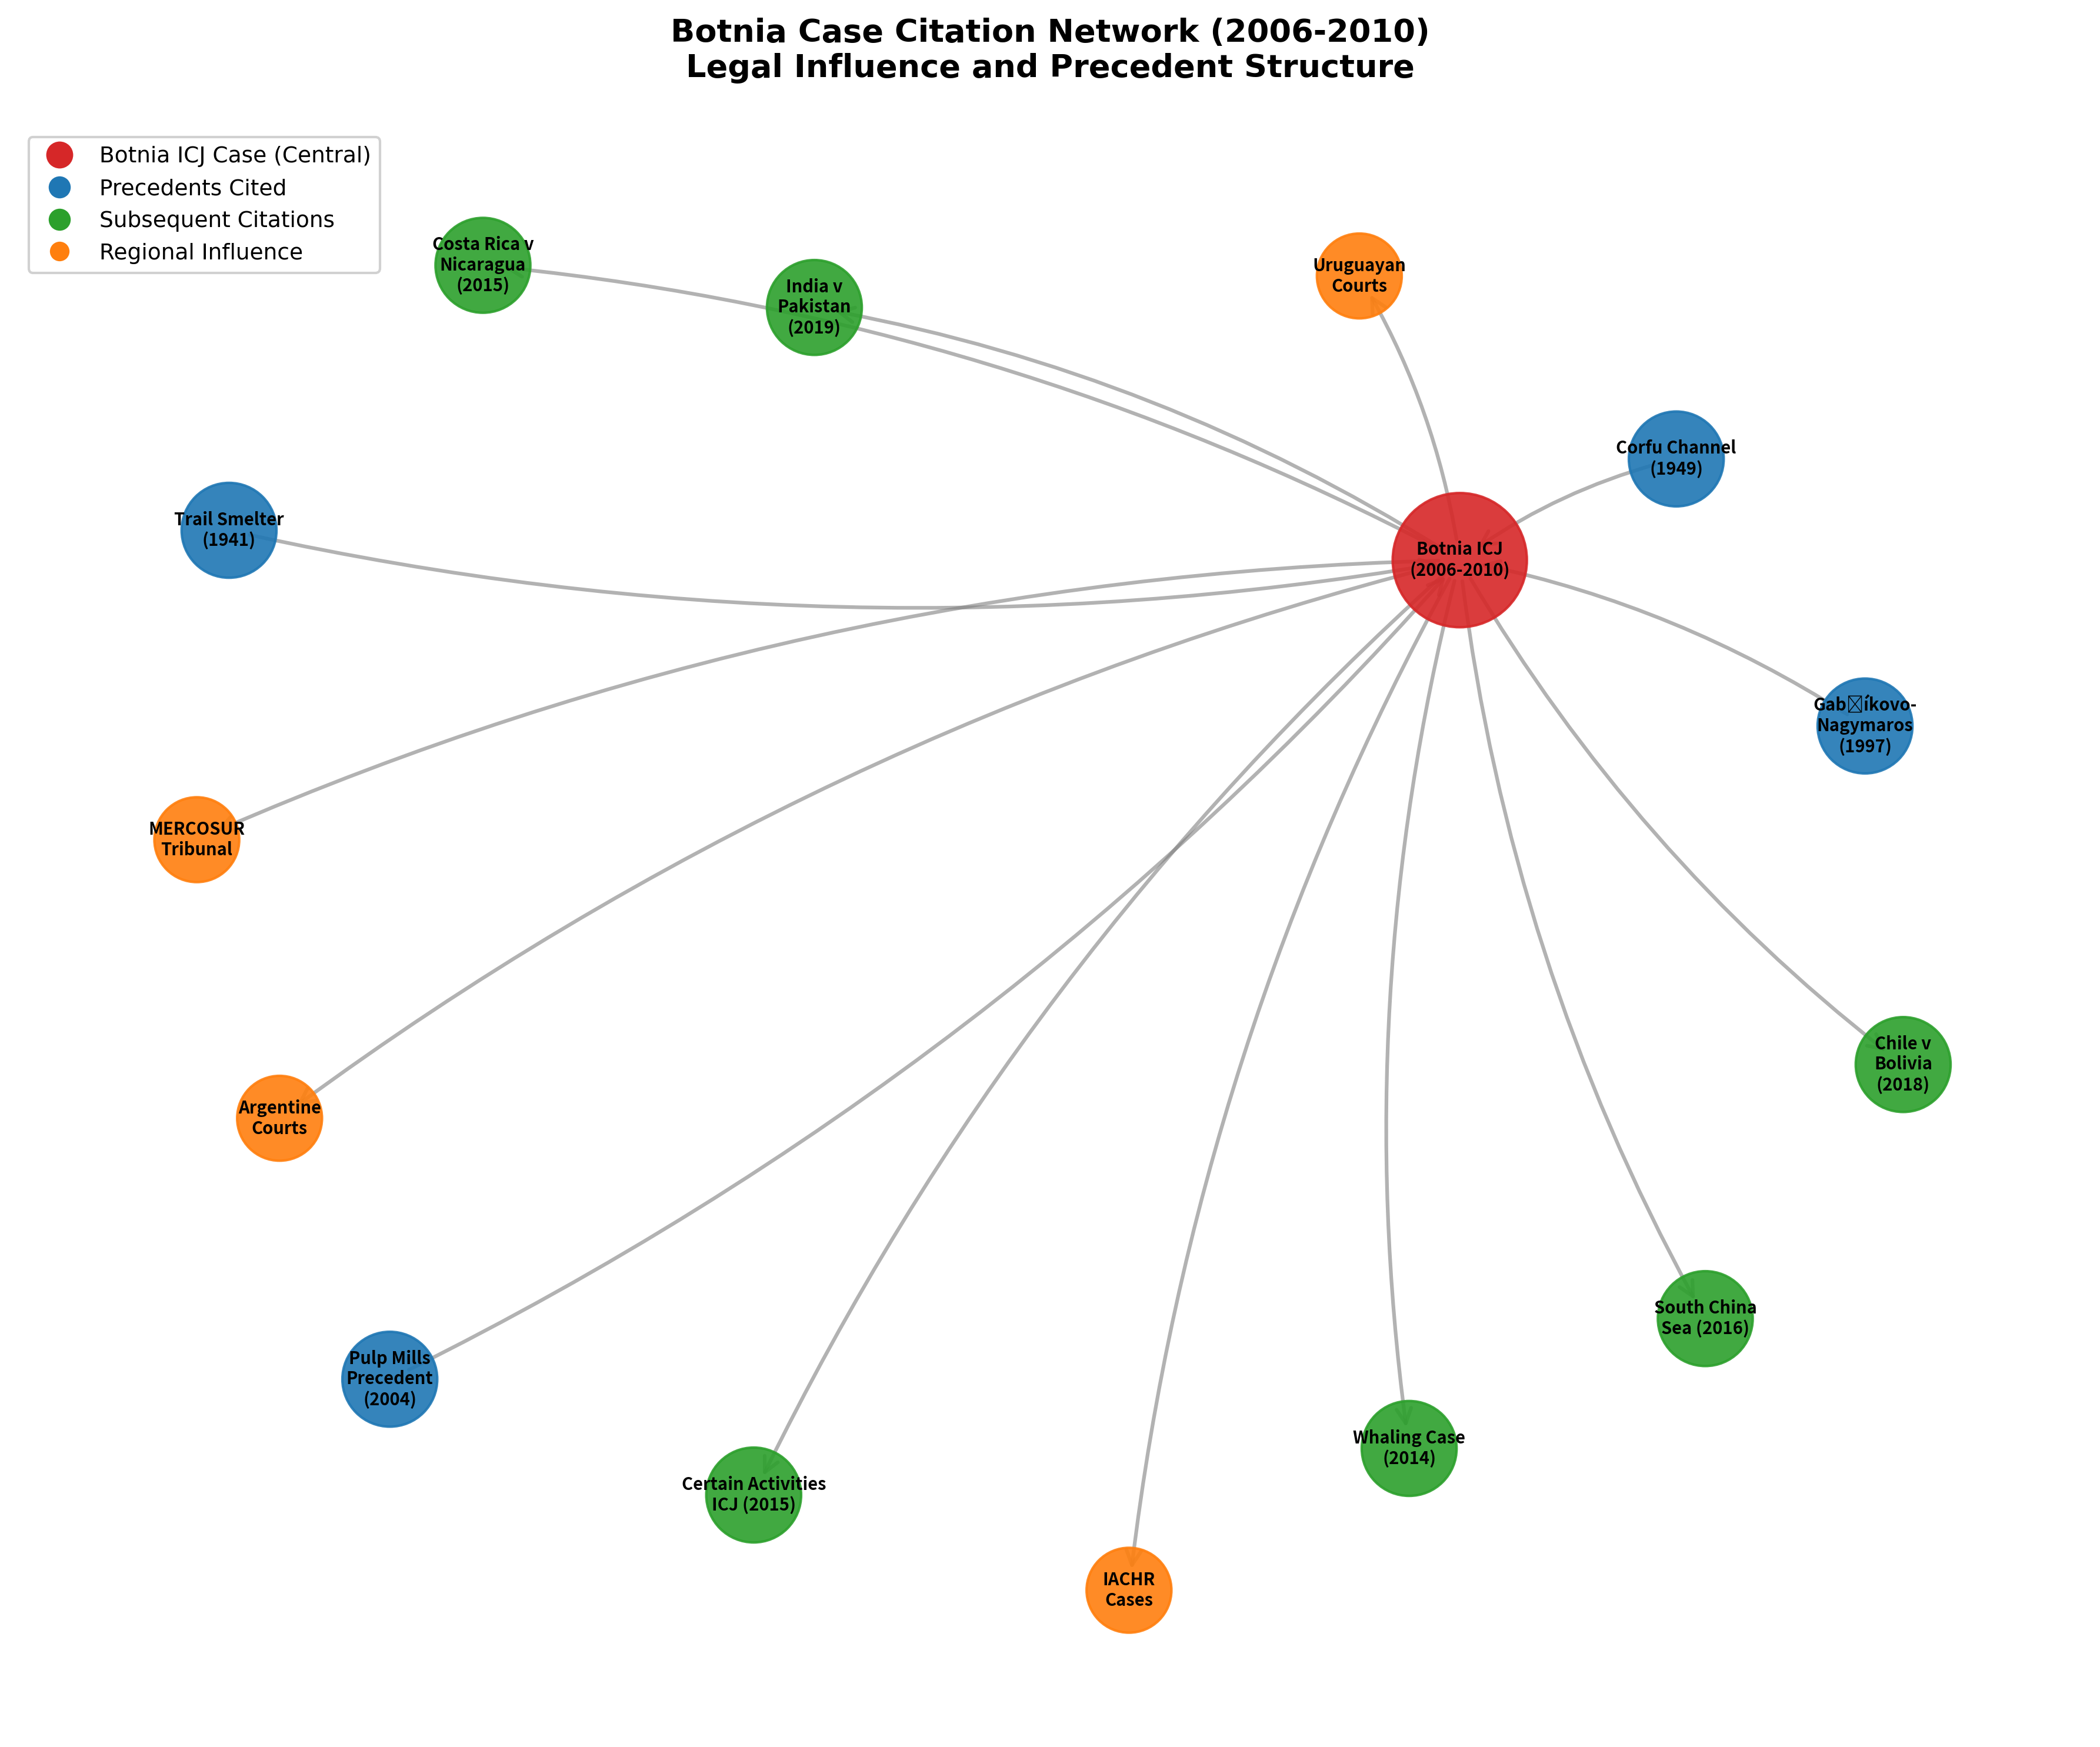 Botnia Case Citation Network (2006-2010)
Legal Influence and Precedent Structure
Botnia ICJ Case (Central)
Precedents Cited
Subsequent Citations
Regional Influence
Costa Rica v
Nicaragua
(2015)
India v
Pakistan
(2019)
Uruguayan
Courts
Corfu Channel
(1949)
Trail Smelter
(1941)
Botnia ICJ
(2006-2010)
Gab□íkovo-
Nagymaros
(1997)
MERCOSUR
Tribunal
Chile v
Bolivia
(2018)
Argentine
Courts
South China
Sea (2016)
Pulp Mills
Precedent
(2004)
Whaling Case
(2014)
Certain Activities
ICJ (2015)
IACHR
Cases